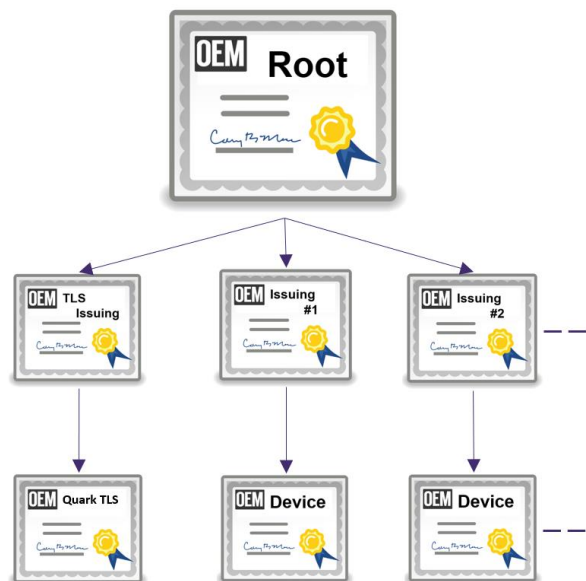 OEM Root
OEM TLS
Issuing
OEM Issuing
#1
OEM Issuing
#2
OEM Quark TLS
OEM Device
OEM Device